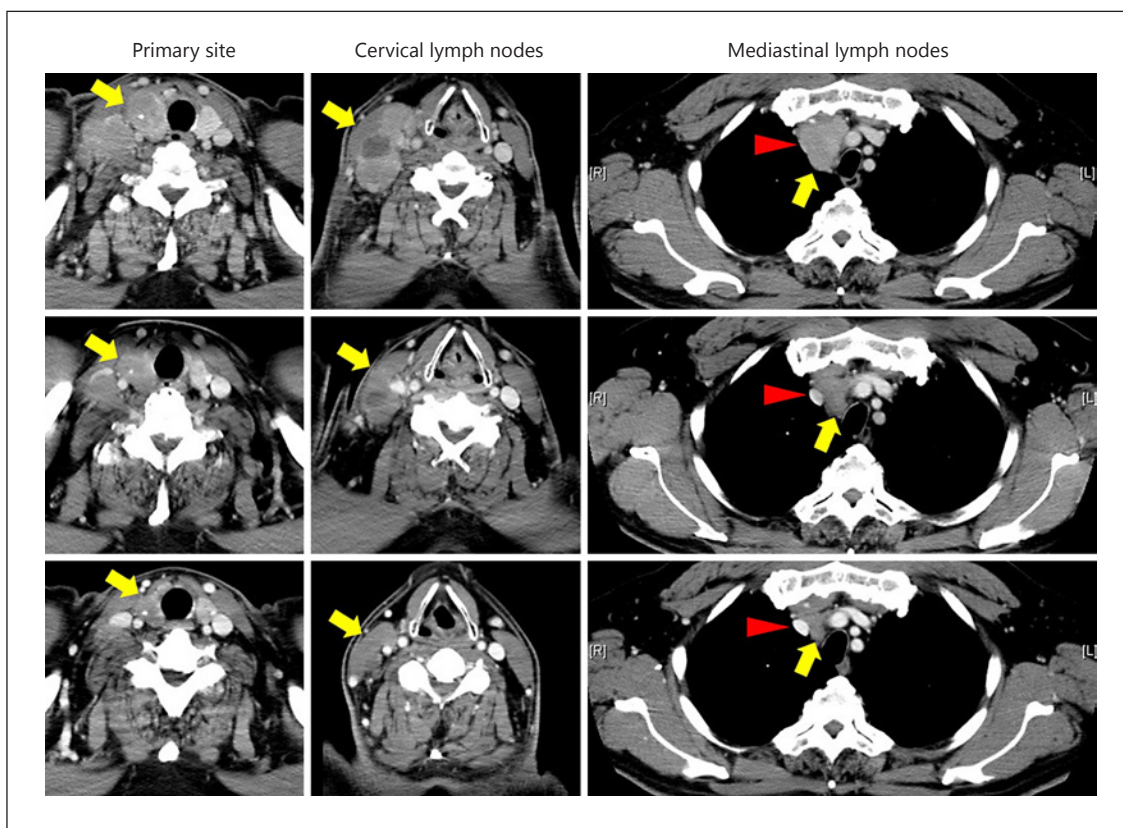 Primary site
Cervical lymph nodes
Mediastinal lymph nodes
[R]
[L]
[R]
[L]
[R]
[L]